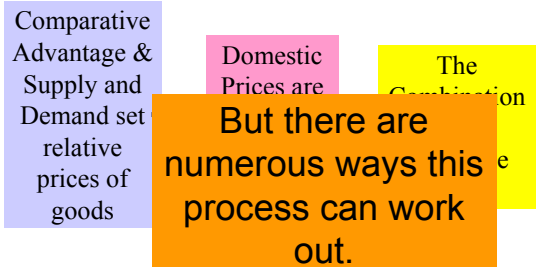 Comparative
Advantage &
Supply and
Demand set
relative
prices of
goods
Domestic
Prices are
The
Combination
But there are
numerous ways this
process can work
out.